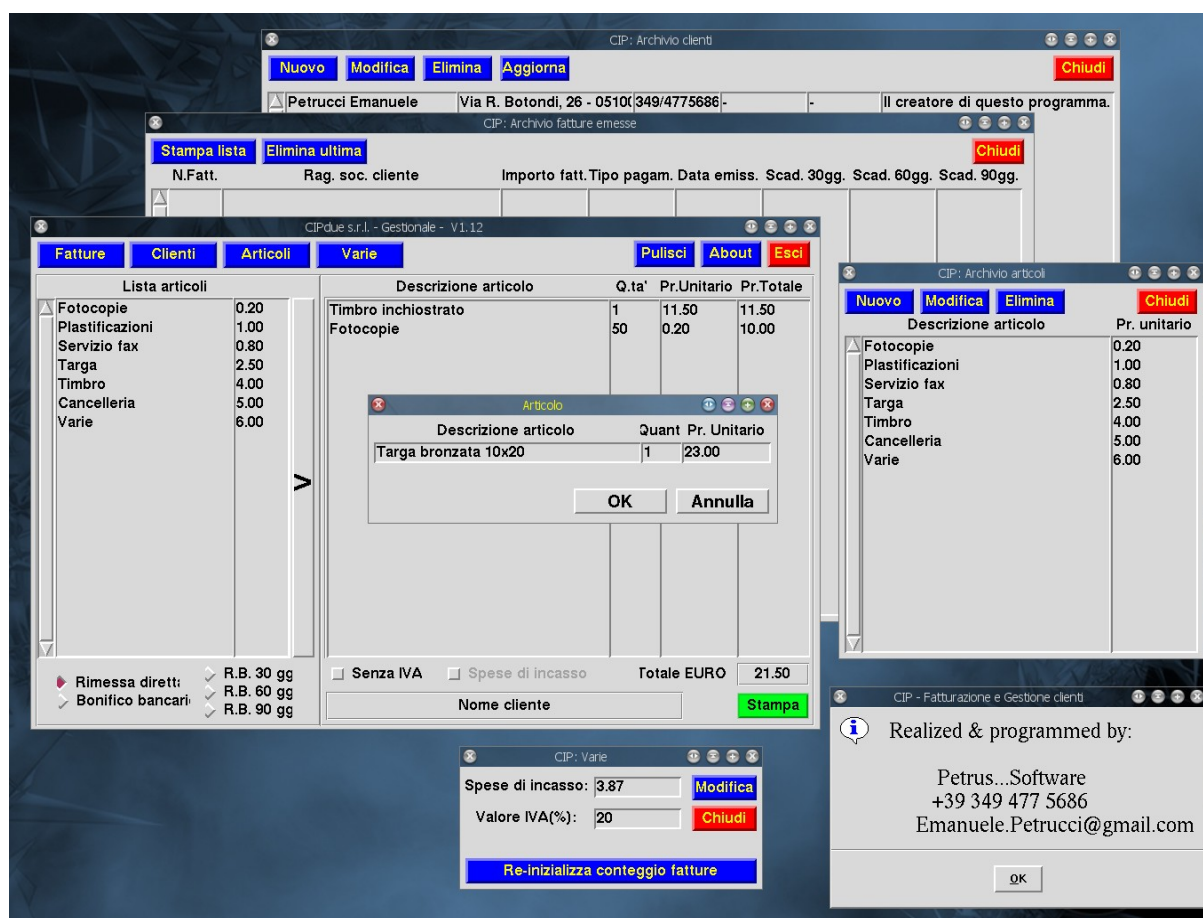 CIP: Archivio clienti
Nuovo Modifica Elimina Aggiorna Chiudi
Petrucci Emanuele Via R. Botondi, 26 - 0510( 349/4775686 - - Il creatore di questo programma.
CIP: Archivio fatture emesse
Stampa lista Elimina ultima Chiudi
N.Fatt. Rag. soc. cliente Importo fatt. Tipo pagam. Data emiss. Scad. 30gg. Scad. 60gg. Scad. 90gg.
CIPdue s.r.l. - Gestionale - V1.12
Fatture Clienti Articoli Varie Pulisci About Esci
Lista articoli
Fotocopie 0.20
Plastificazioni 1.00
Servizio fax 0.80
Targa 2.50
Timbro 4.00
Cancelleria 5.00
Varie 6.00
>
Descrizione articolo Q.ta' Pr.Unitario Pr.Totale
Timbro inchiostrato 1 11.50 11.50
Fotocopie 50 0.20 10.00
Articolo
Descrizione articolo Quant Pr. Unitario
Targa bronzata 10x20 1 23.00
OK Annulla
Rimessa dirett
Bonifico bancari
R.B. 30 gg
R.B. 60 gg
R.B. 90 gg
Senza IVA Spese di incasso Totale EURO 21.50
Nome cliente Stampa
CIP: Archivio articoli
Nuovo Modifica Elimina Chiudi
Descrizione articolo Pr. unitario
Fotocopie 0.20
Plastificazioni 1.00
Servizio fax 0.80
Targa 2.50
Timbro 4.00
Cancelleria 5.00
Varie 6.00
CIP: Varie
Spese di incasso: 3.87 Modifica
Valore IVA(%): 20 Chiudi
Re-inizializza conteggio fatture
CIP - Fatturazione e Gestione clienti
Realized & programmed by:
Petrus...Software
+39 349 477 5686
Emanuele.Petrucci@gmail.com
OK